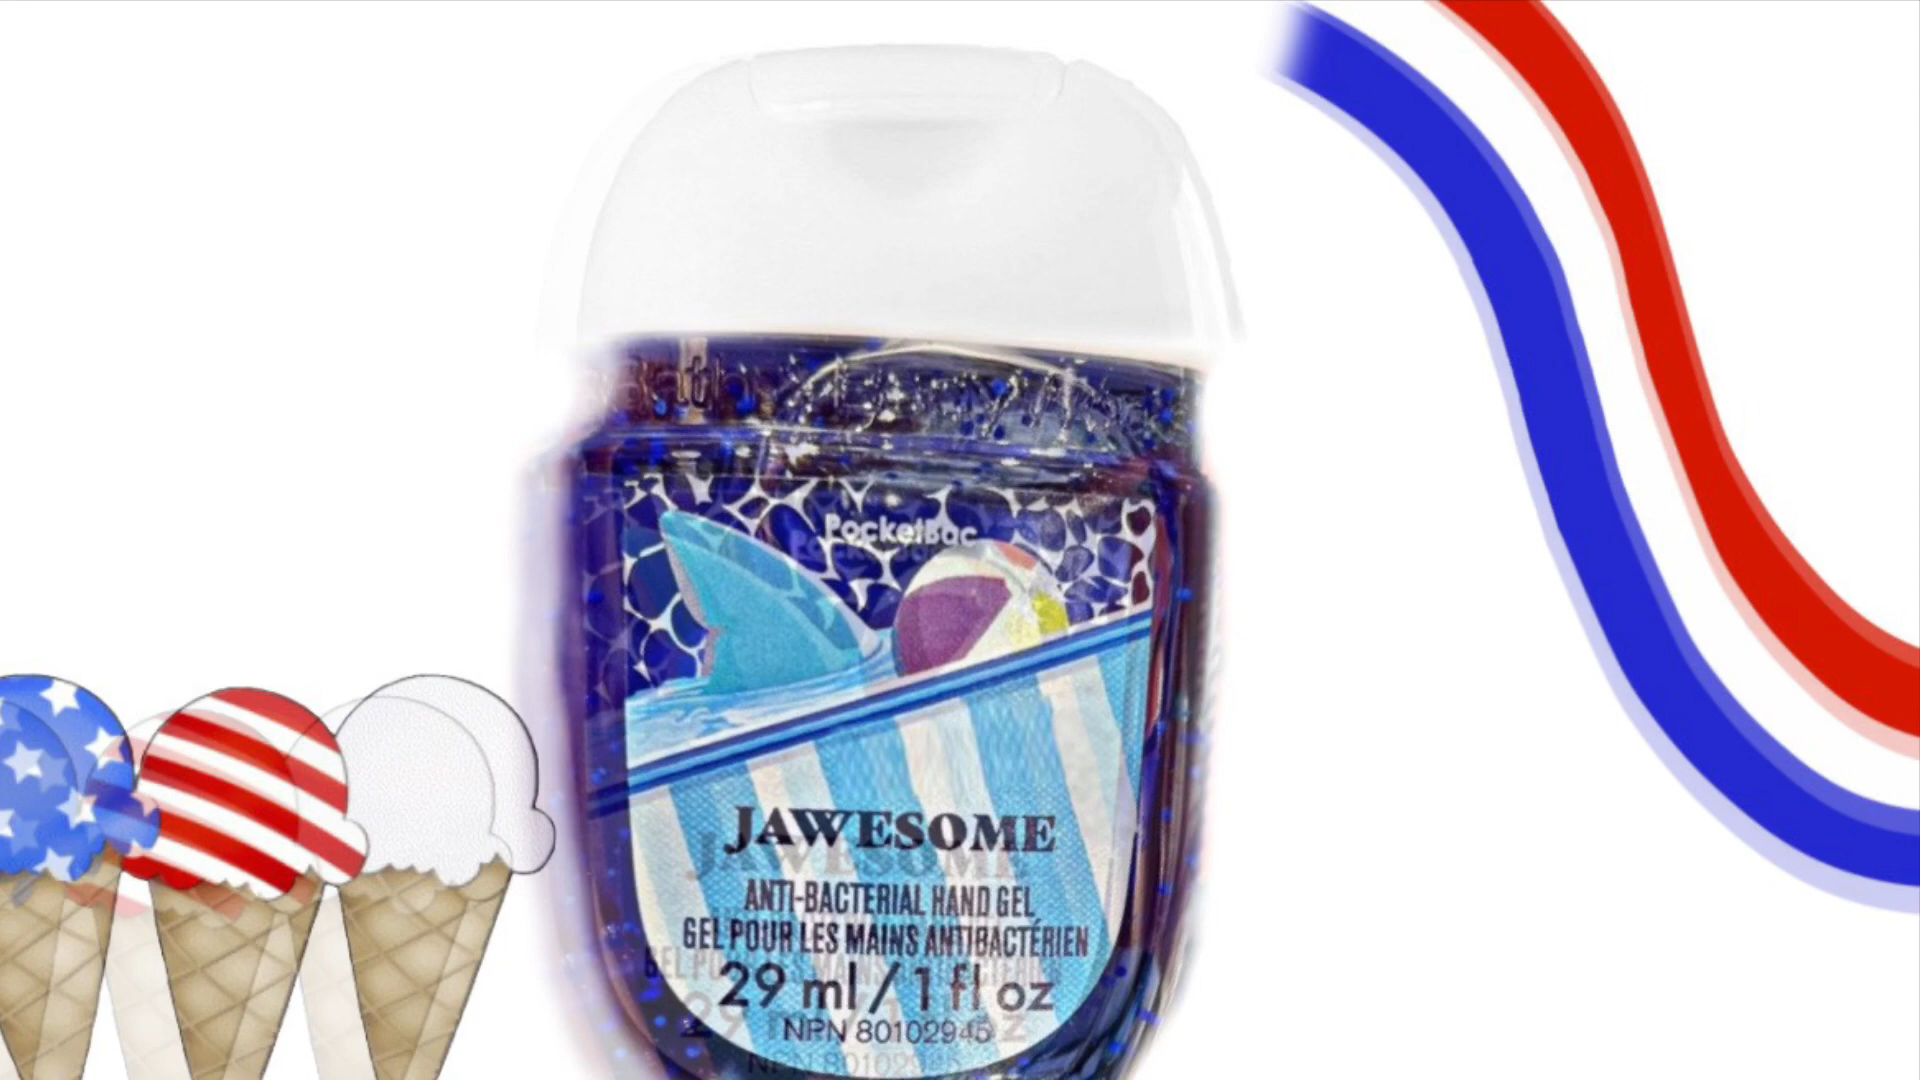 PocketBac
JAWESOME
ANTI-BACTERIAL HAND GEL
GEL POUR LES MAINS ANTIBACTÉRIEN
29 ml/1 fl oz
NPN 80102945